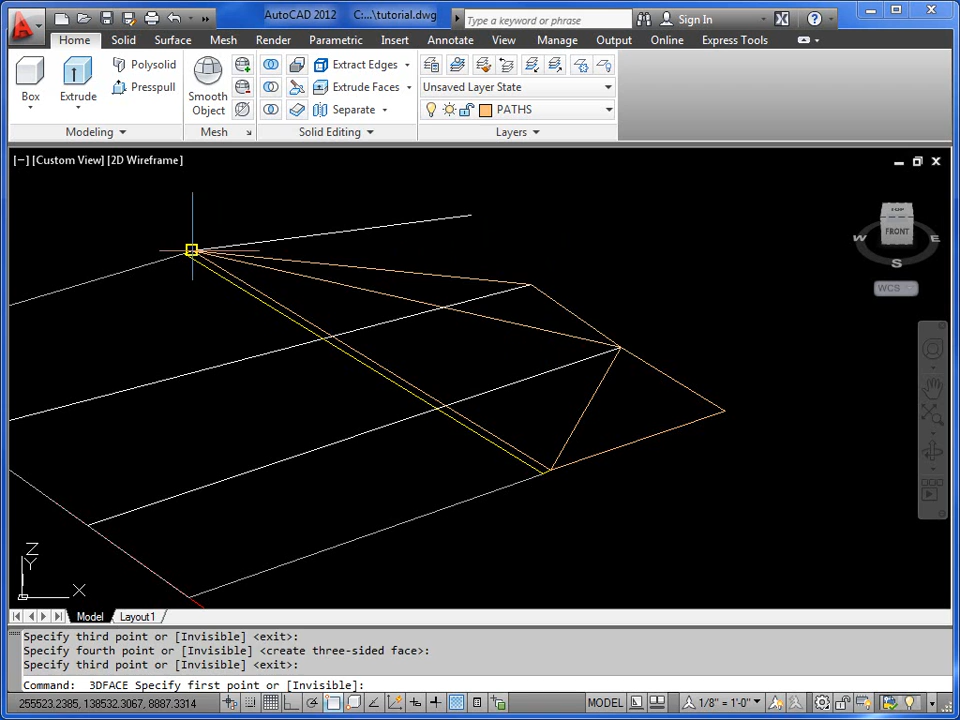 AutoCAD 2012 C:...\tutorial.dwg
Type a keyword or phrase
Sign In
Home Solid Surface Mesh Render Parametric Insert Annotate View Manage Output Online Express Tools
Box
Extrude
Polysolid
Presspull
Modeling
Smooth
Object
Mesh
Extract Edges
Extrude Faces
Separate
Solid Editing
Unsaved Layer State
PATHS
Layers
[−] [Custom View] [2D Wireframe]
TOP
FRONT
W
E
S
WCS
Z
Y
X
Model Layout1
Specify third point or [Invisible] <exit>:
Specify fourth point or [Invisible] <create three-sided face>:
Specify third point or [Invisible] <exit>:
Command: 3DFACE Specify first point or [Invisible]:
255523.2385, 138532.3067, 8887.3314
MODEL
1/8" = 1'-0"